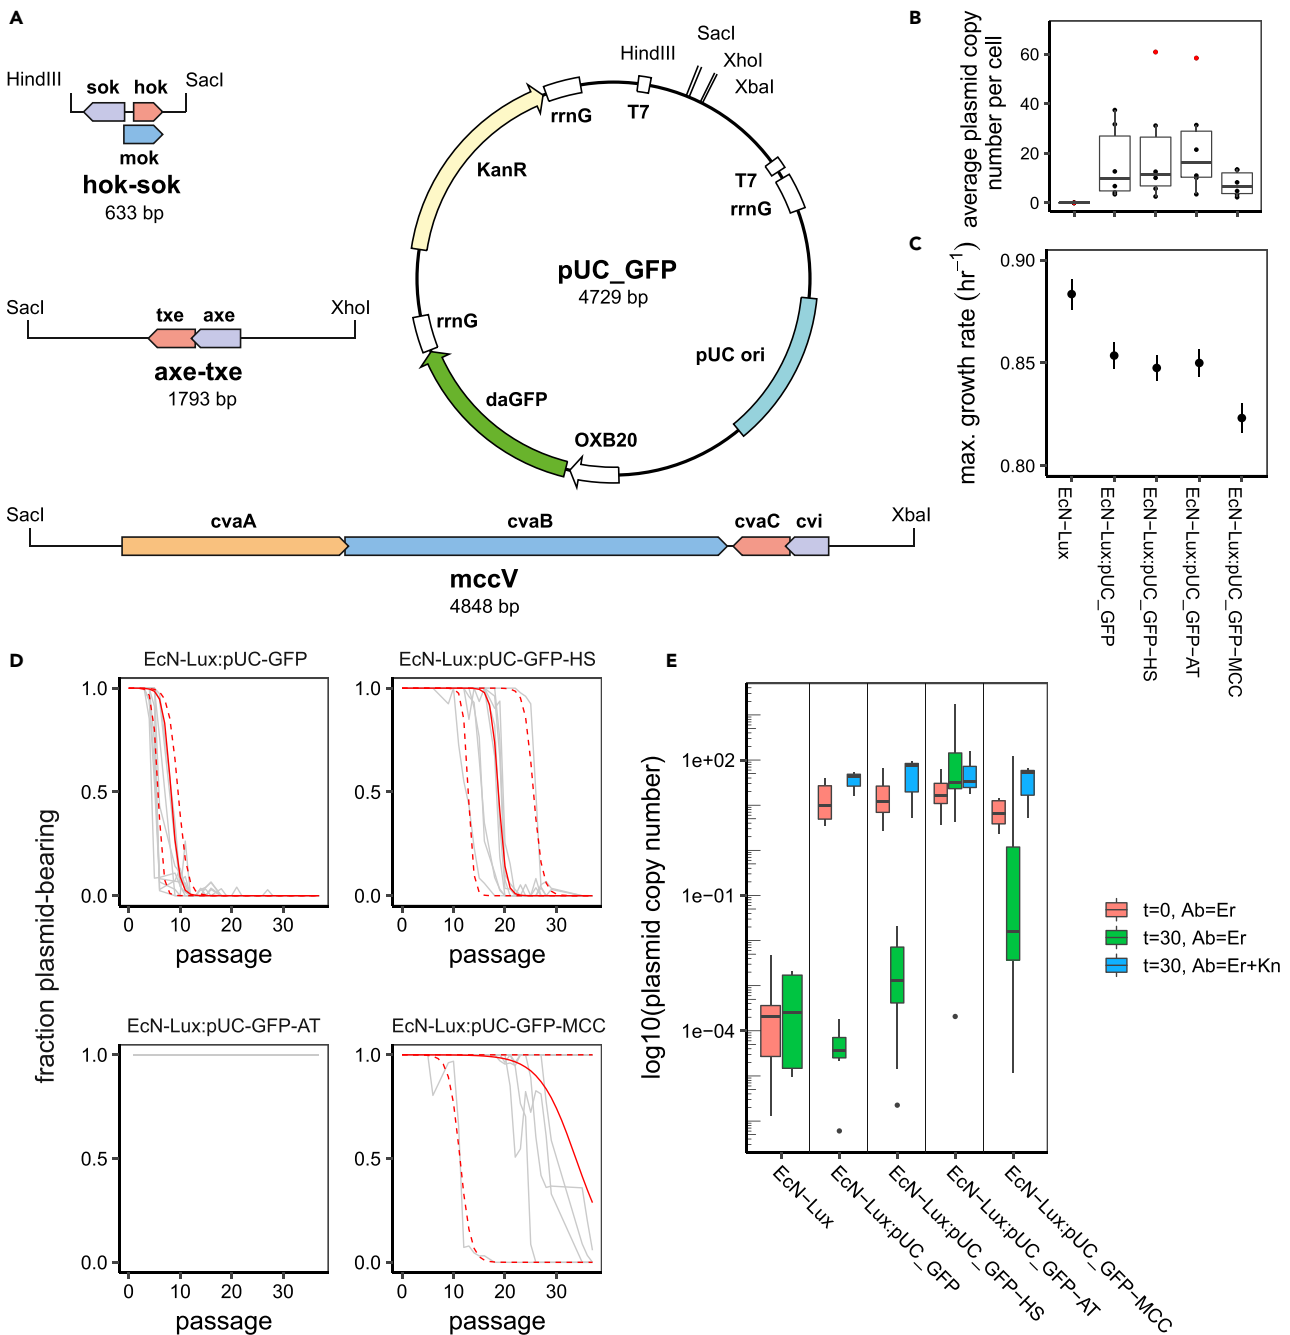 A
HindIII
sok
hok
SacI
mok
hok-sok
633 bp
SacI
txe
axe
XhoI
axe-txe
1793 bp
HindIII
SacI
XhoI
XbaI
rrnG
T7
KanR
T7
rrnG
pUC_GFP
4729 bp
rrnG
pUC ori
daGFP
OXB20
SacI
cvaA
cvaB
cvaC
cvi
XbaI
mccV
4848 bp
B
average plasmid copy
number per cell
60
40
20
0
C
max. growth rate (hr−1)
0.90
0.85
0.80
EcN−Lux
EcN−Lux:pUC_GFP
EcN−Lux:pUC_GFP−HS
EcN−Lux:pUC_GFP−AT
EcN−Lux:pUC_GFP−MCC
D
fraction plasmid-bearing
EcN-Lux:pUC-GFP
1.0
0.5
0.0
0
10
20
30
passage
EcN-Lux:pUC-GFP-HS
1.0
0.5
0.0
0
10
20
30
passage
EcN-Lux:pUC-GFP-AT
1.0
0.5
0.0
0
10
20
30
passage
EcN-Lux:pUC-GFP-MCC
1.0
0.5
0.0
0
10
20
30
passage
E
log10(plasmid copy number)
1e+02
1e−01
1e−04
EcN−Lux
EcN−Lux:pUC_GFP
EcN−Lux:pUC_GFP−HS
EcN−Lux:pUC_GFP−AT
EcN−Lux:pUC_GFP−MCC
t=0, Ab=Er
t=30, Ab=Er
t=30, Ab=Er+Kn